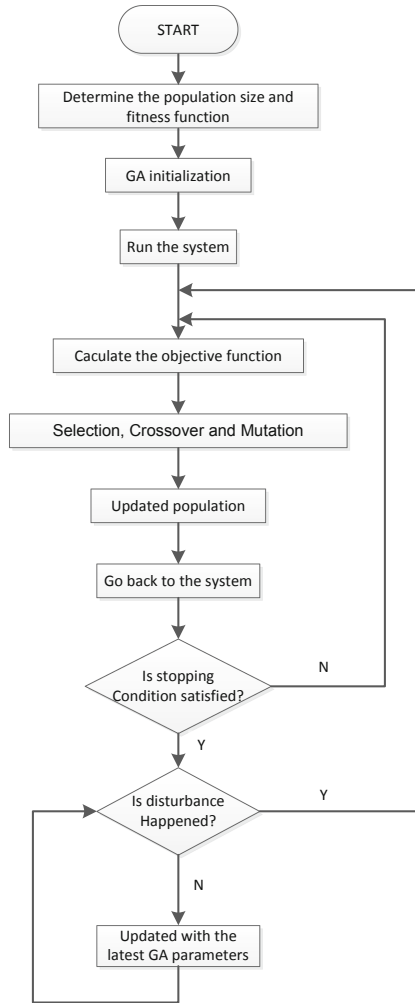 START
Determine the population size and
fitness function
GA initialization
Run the system
Caculate the objective function
Selection, Crossover and Mutation
Updated population
Go back to the system
Is stopping
Condition satisfied?
N
Y
Is disturbance
Happened?
Y
N
Updated with the
latest GA parameters